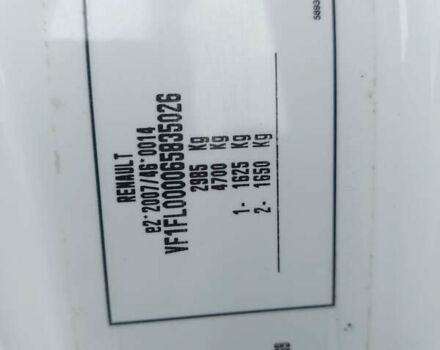 RENAULT
e2*2007/46*0014
VF1FL000065835026
2985 Kg
4700 Kg
1- 1625 Kg
2- 1650 Kg